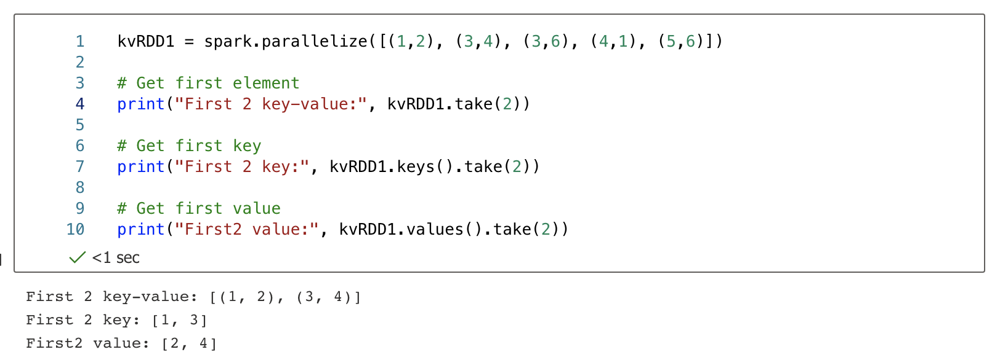 1 kvRDD1 = spark.parallelize([(1,2), (3,4), (3,6), (4,1), (5,6)])
2
3 # Get first element
4 print("First 2 key-value:", kvRDD1.take(2))
5
6 # Get first key
7 print("First 2 key:", kvRDD1.keys().take(2))
8
9 # Get first value
10 print("First2 value:", kvRDD1.values().take(2))
<1 sec
First 2 key-value: [(1, 2), (3, 4)]
First 2 key: [1, 3]
First2 value: [2, 4]